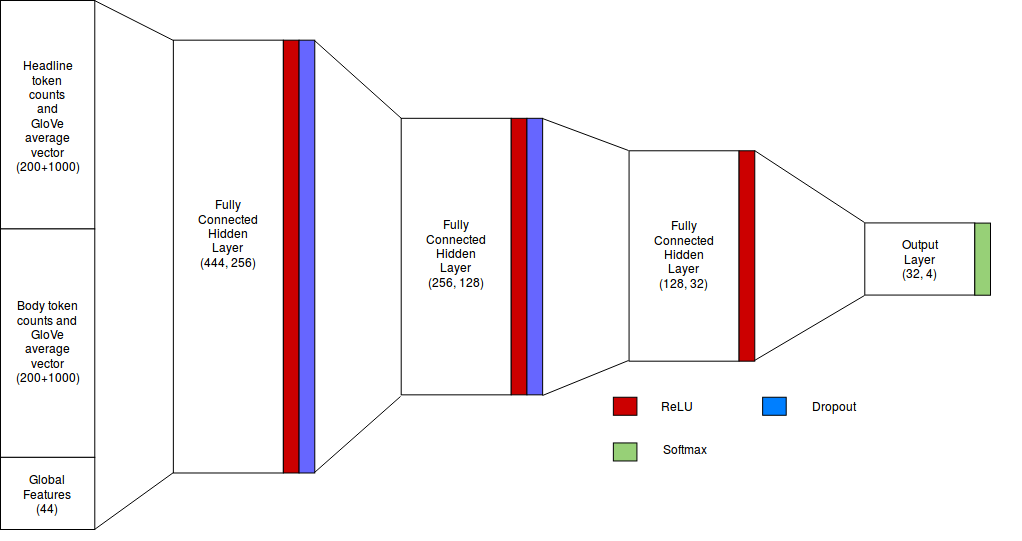 Headline
token
counts
and
GloVe
average
vector
(200+1000)
Body token
counts and
GloVe
average
vector
(200+1000)
Global
Features
(44)
Fully
Connected
Hidden
Layer
(444, 256)
Fully
Connected
Hidden
Layer
(256, 128)
Fully
Connected
Hidden
Layer
(128, 32)
Output
Layer
(32, 4)
ReLU
Dropout
Softmax